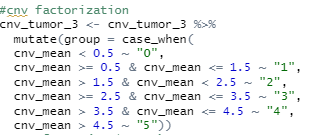 #cnv factorization
cnv_tumor_3 <- cnv_tumor_3 %>%
mutate(group = case_when(
cnv_mean < 0.5 ~ "0",
cnv_mean >= 0.5 & cnv_mean <= 1.5 ~ "1",
cnv_mean > 1.5 & cnv_mean < 2.5 ~ "2",
cnv_mean >= 2.5 & cnv_mean <= 3.5 ~ "3",
cnv_mean > 3.5 & cnv_mean <= 4.5 ~ "4",
cnv_mean > 4.5 ~ "5"))